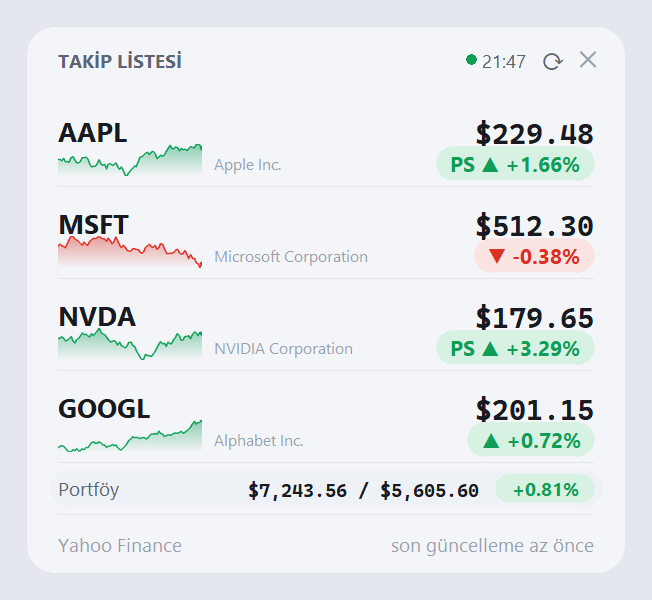 TAKİP LİSTESİ 21:47
AAPL $229.48
Apple Inc. PS ▲ +1.66%
MSFT $512.30
Microsoft Corporation ▼ -0.38%
NVDA $179.65
NVIDIA Corporation PS ▲ +3.29%
GOOGL $201.15
Alphabet Inc. ▲ +0.72%
Portföy $7,243.56 / $5,605.60 +0.81%
Yahoo Finance son güncelleme az önce